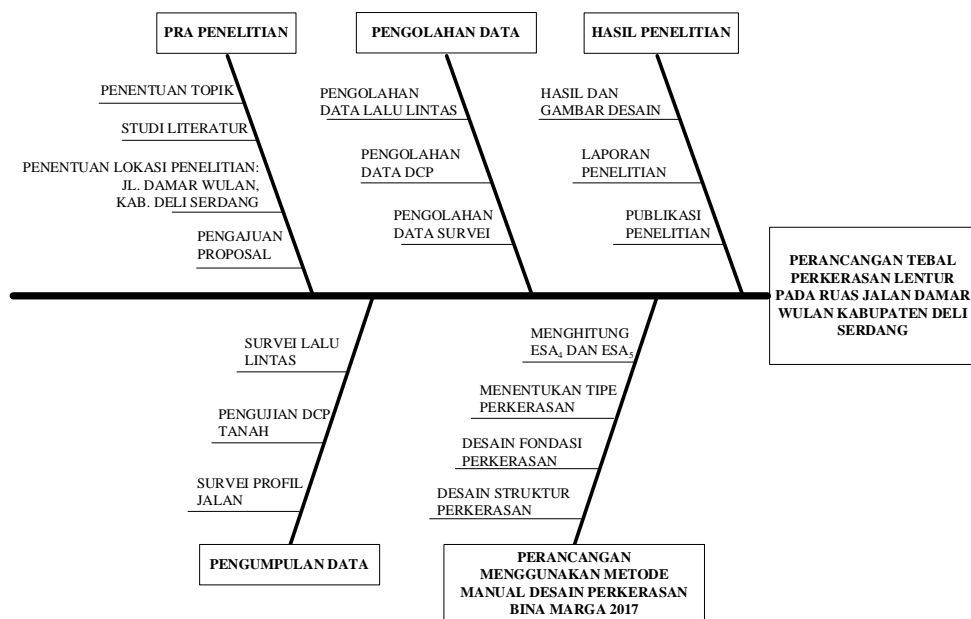 PRA PENELITIAN
PENGOLAHAN DATA
HASIL PENELITIAN
PENENTUAN TOPIK
STUDI LITERATUR
PENENTUAN LOKASI PENELITIAN:
JL. DAMAR WULAN,
KAB. DELI SERDANG
PENGAJUAN
PROPOSAL
PENGOLAHAN
DATA LALU LINTAS
PENGOLAHAN
DATA DCP
PENGOLAHAN
DATA SURVEI
HASIL DAN
GAMBAR DESAIN
LAPORAN
PENELITIAN
PUBLIKASI
PENELITIAN
PERANCANGAN TEBAL
PERKERASAN LENTUR
PADA RUAS JALAN DAMAR
WULAN KABUPATEN DELI
SERDANG
SURVEI LALU
LINTAS
PENGUJIAN DCP
TANAH
SURVEI PROFIL
JALAN
MENGHITUNG
ESA₄ DAN ESA₅
MENENTUKAN TIPE
PERKERASAN
DESAIN FONDASI
PERKERASAN
DESAIN STRUKTUR
PERKERASAN
PENGUMPULAN DATA
PERANCANGAN
MENGGUNAKAN METODE
MANUAL DESAIN PERKERASAN
BINA MARGA 2017